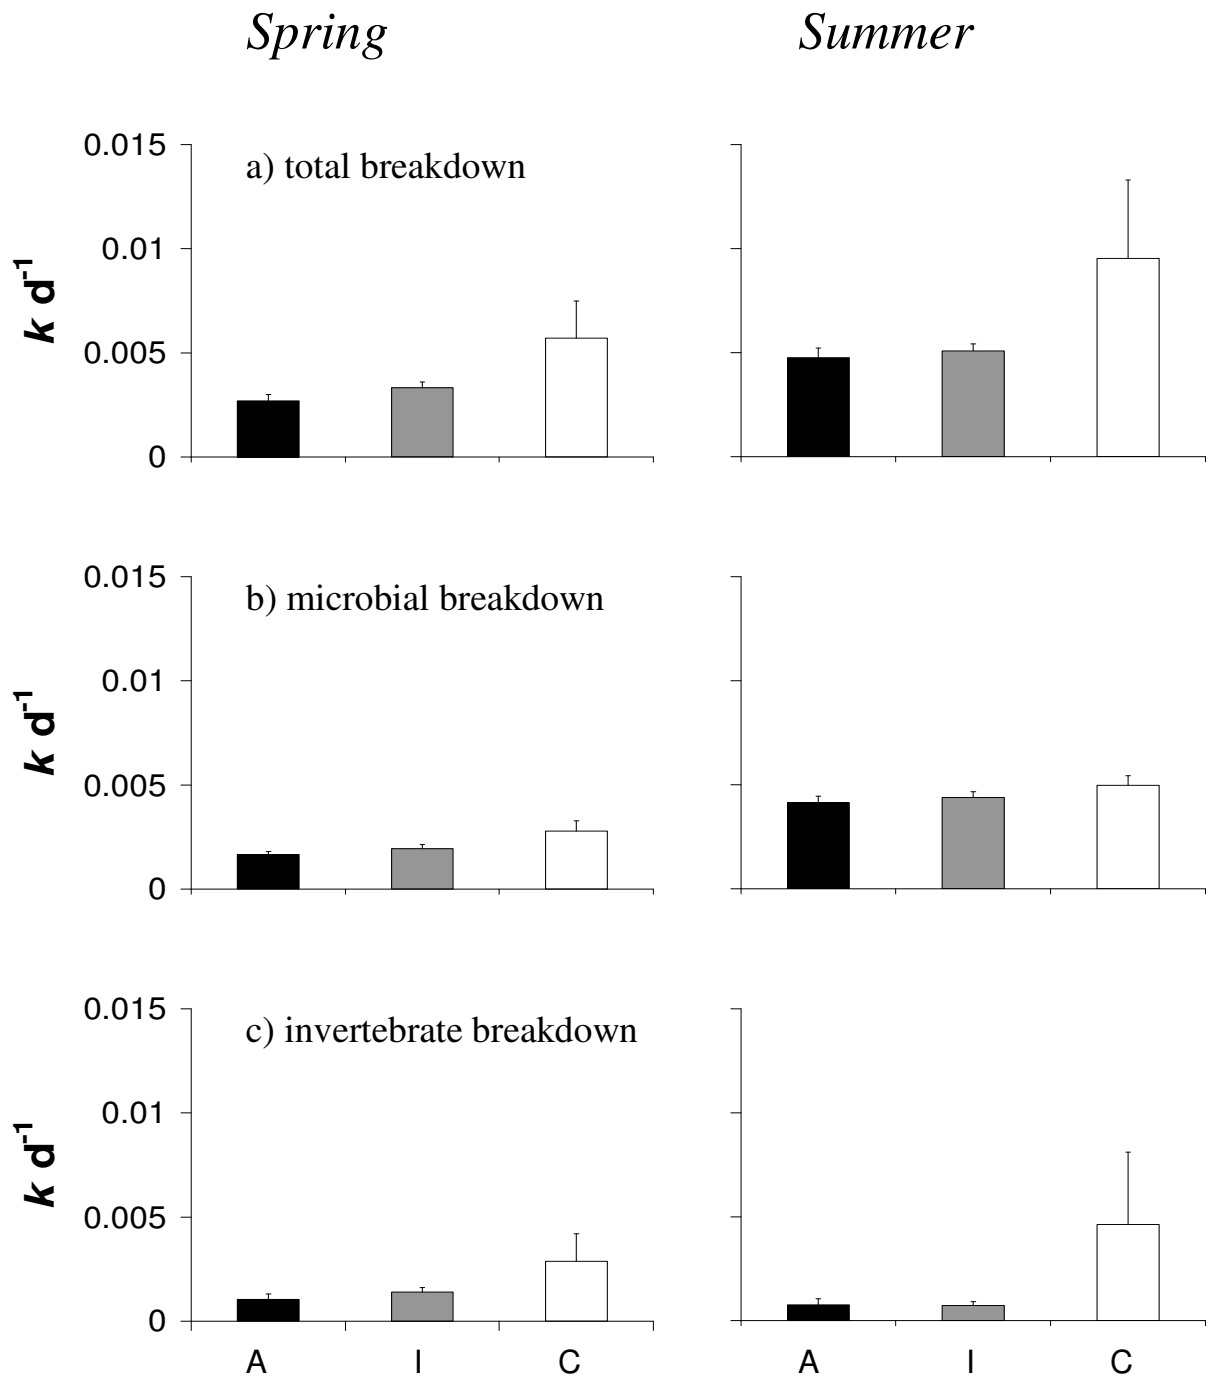 Spring
Summer
a) total breakdown
0.015
0.01
0.005
0
k d-1
b) microbial breakdown
0.015
0.01
0.005
0
k d-1
c) invertebrate breakdown
0.015
0.01
0.005
0
k d-1
A I C
A I C